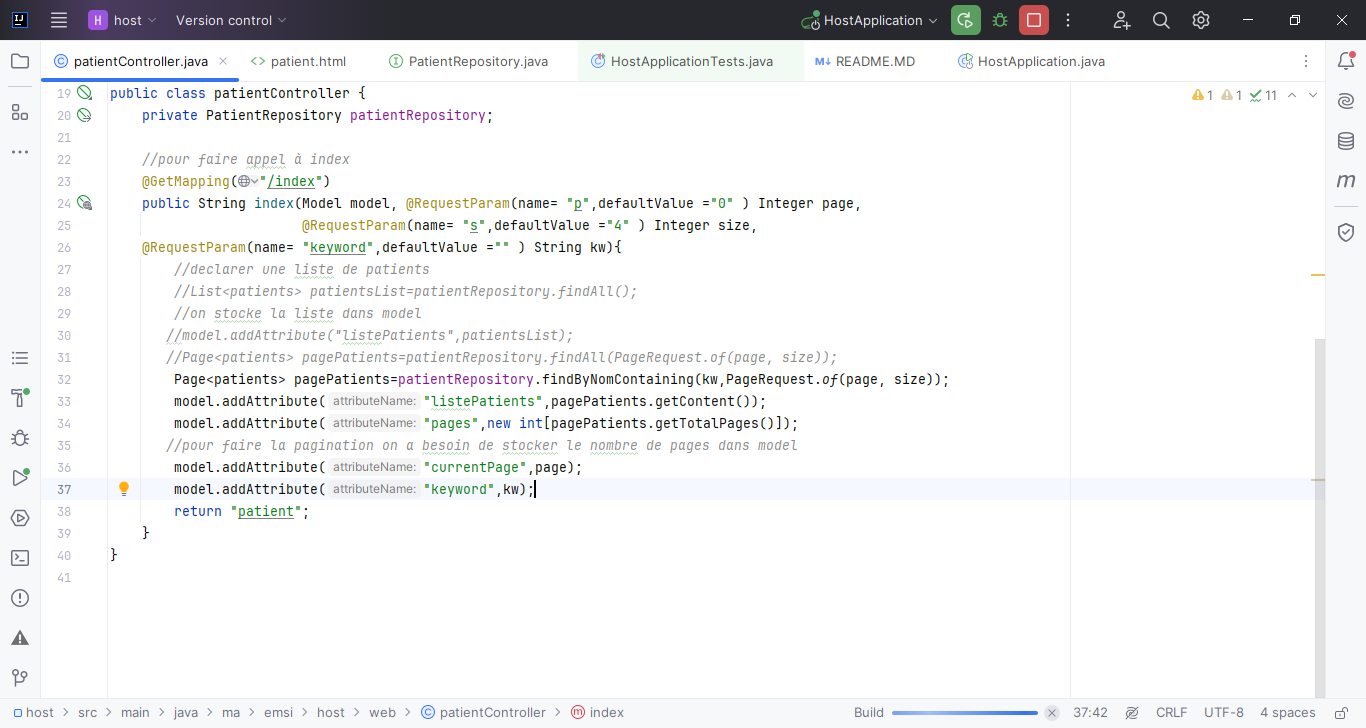 H host Version control HostApplication
patientController.java patient.html PatientRepository.java HostApplicationTests.java README.MD HostApplication.java
1 1 11
19 public class patientController {
20 private PatientRepository patientRepository;
21
22 //pour faire appel à index
23 @GetMapping("/index")
24 public String index(Model model, @RequestParam(name= "p",defaultValue ="0" ) Integer page,
25 @RequestParam(name= "s",defaultValue ="4" ) Integer size,
26 @RequestParam(name= "keyword",defaultValue ="" ) String kw){
27 //declarer une liste de patients
28 //List<patients> patientsList=patientRepository.findAll();
29 //on stocke la liste dans model
30 //model.addAttribute("listePatients",patientsList);
31 //Page<patients> pagePatients=patientRepository.findAll(PageRequest.of(page, size));
32 Page<patients> pagePatients=patientRepository.findByNomContaining(kw,PageRequest.of(page, size));
33 model.addAttribute( attributeName: "listePatients",pagePatients.getContent());
34 model.addAttribute( attributeName: "pages",new int[pagePatients.getTotalPages()]);
35 //pour faire la pagination on a besoin de stocker le nombre de pages dans model
36 model.addAttribute( attributeName: "currentPage",page);
37 model.addAttribute( attributeName: "keyword",kw);
38 return "patient";
39 }
40 }
41
host > src > main > java > ma > emsi > host > web > patientController > index Build 37:42 CRLF UTF-8 4 spaces